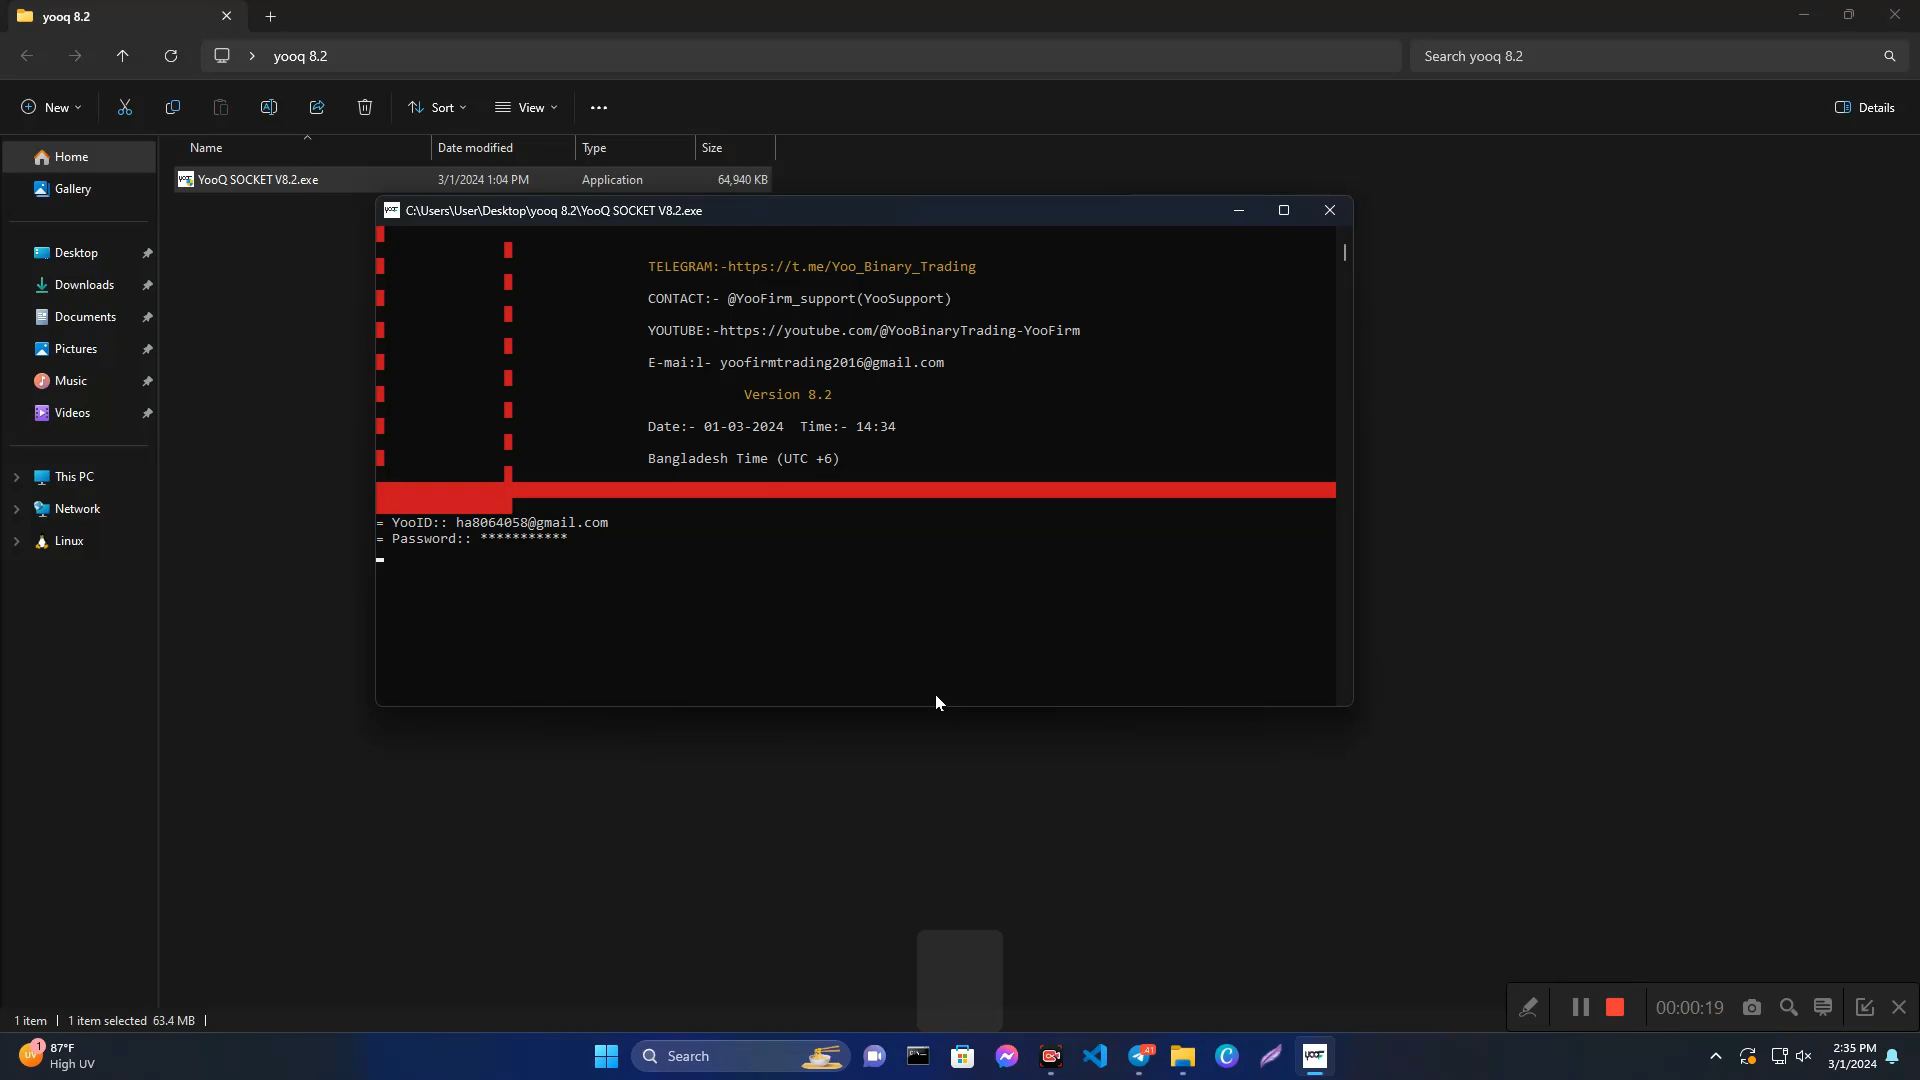 yooq 8.2
yooq 8.2
Search yooq 8.2
New
Sort
View
Details
Name
Date modified
Type
Size
Home
YooQ SOCKET V8.2.exe
3/1/2024 1:04 PM
Application
64,940 KB
Gallery
C:\Users\User\Desktop\yooq 8.2\YooQ SOCKET V8.2.exe
Desktop
Downloads
Documents
Pictures
Music
Videos
This PC
Network
Linux
TELEGRAM:-https://t.me/Yoo_Binary_Trading
CONTACT:- @YooFirm_support(YooSupport)
YOUTUBE:-https://youtube.com/@YooBinaryTrading-YooFirm
E-mai:l- yoofirmtrading2016@gmail.com
Version 8.2
Date:- 01-03-2024  Time:- 14:34
Bangladesh Time (UTC +6)
= YooID:: ha8064058@gmail.com
= Password:: ***********
00:00:19
1 item
1 item selected 63.4 MB
UV
1
87°F
High UV
Search
41
2:35 PM
3/1/2024